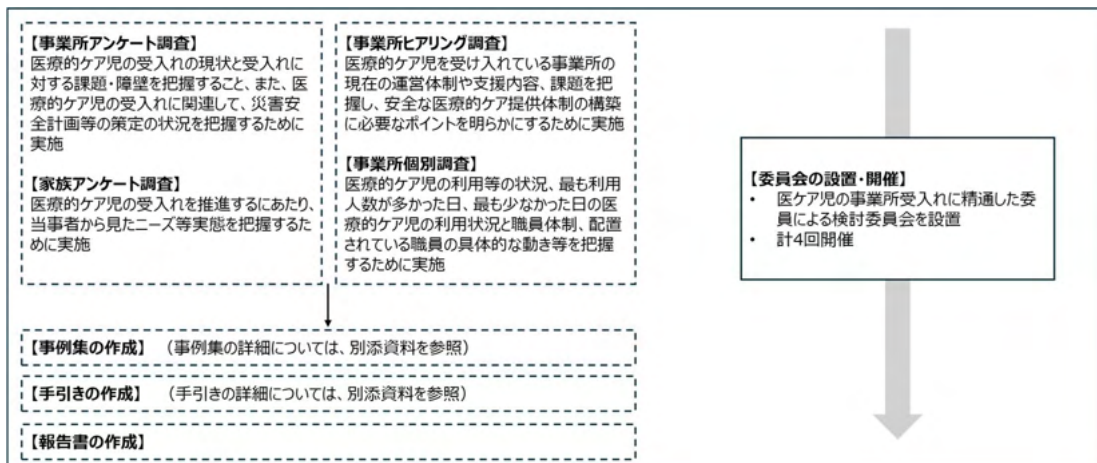 【事業所アンケート調査】
医療的ケア児の受入れの現状と受入れに
対する課題・障壁を把握すること、また、医
療的ケア児の受入れに関連して、災害安
全計画等の策定の状況を把握するために
実施
【家族アンケート調査】
医療的ケア児の受入れを推進するにあたり、
当事者から見たニーズ等実態を把握するた
めに実施
【事業所ヒアリング調査】
医療的ケア児を受け入れている事業所の
現在の運営体制や支援内容、課題を把
握し、安全な医療的ケア提供体制の構築
に必要なポイントを明らかにするために実施
【事業所個別調査】
医療的ケア児の利用等の状況、最も利用
人数が多かった日、最も少なかった日の医
療的ケア児の利用状況と職員体制、配置
されている職員の具体的な動き等を把握
するために実施
【委員会の設置・開催】
• 医ケア児の事業所受入れに精通した委
員による検討委員会を設置
• 計4回開催
【事例集の作成】 （事例集の詳細については、別添資料を参照）
【手引きの作成】 （手引きの詳細については、別添資料を参照）
【報告書の作成】